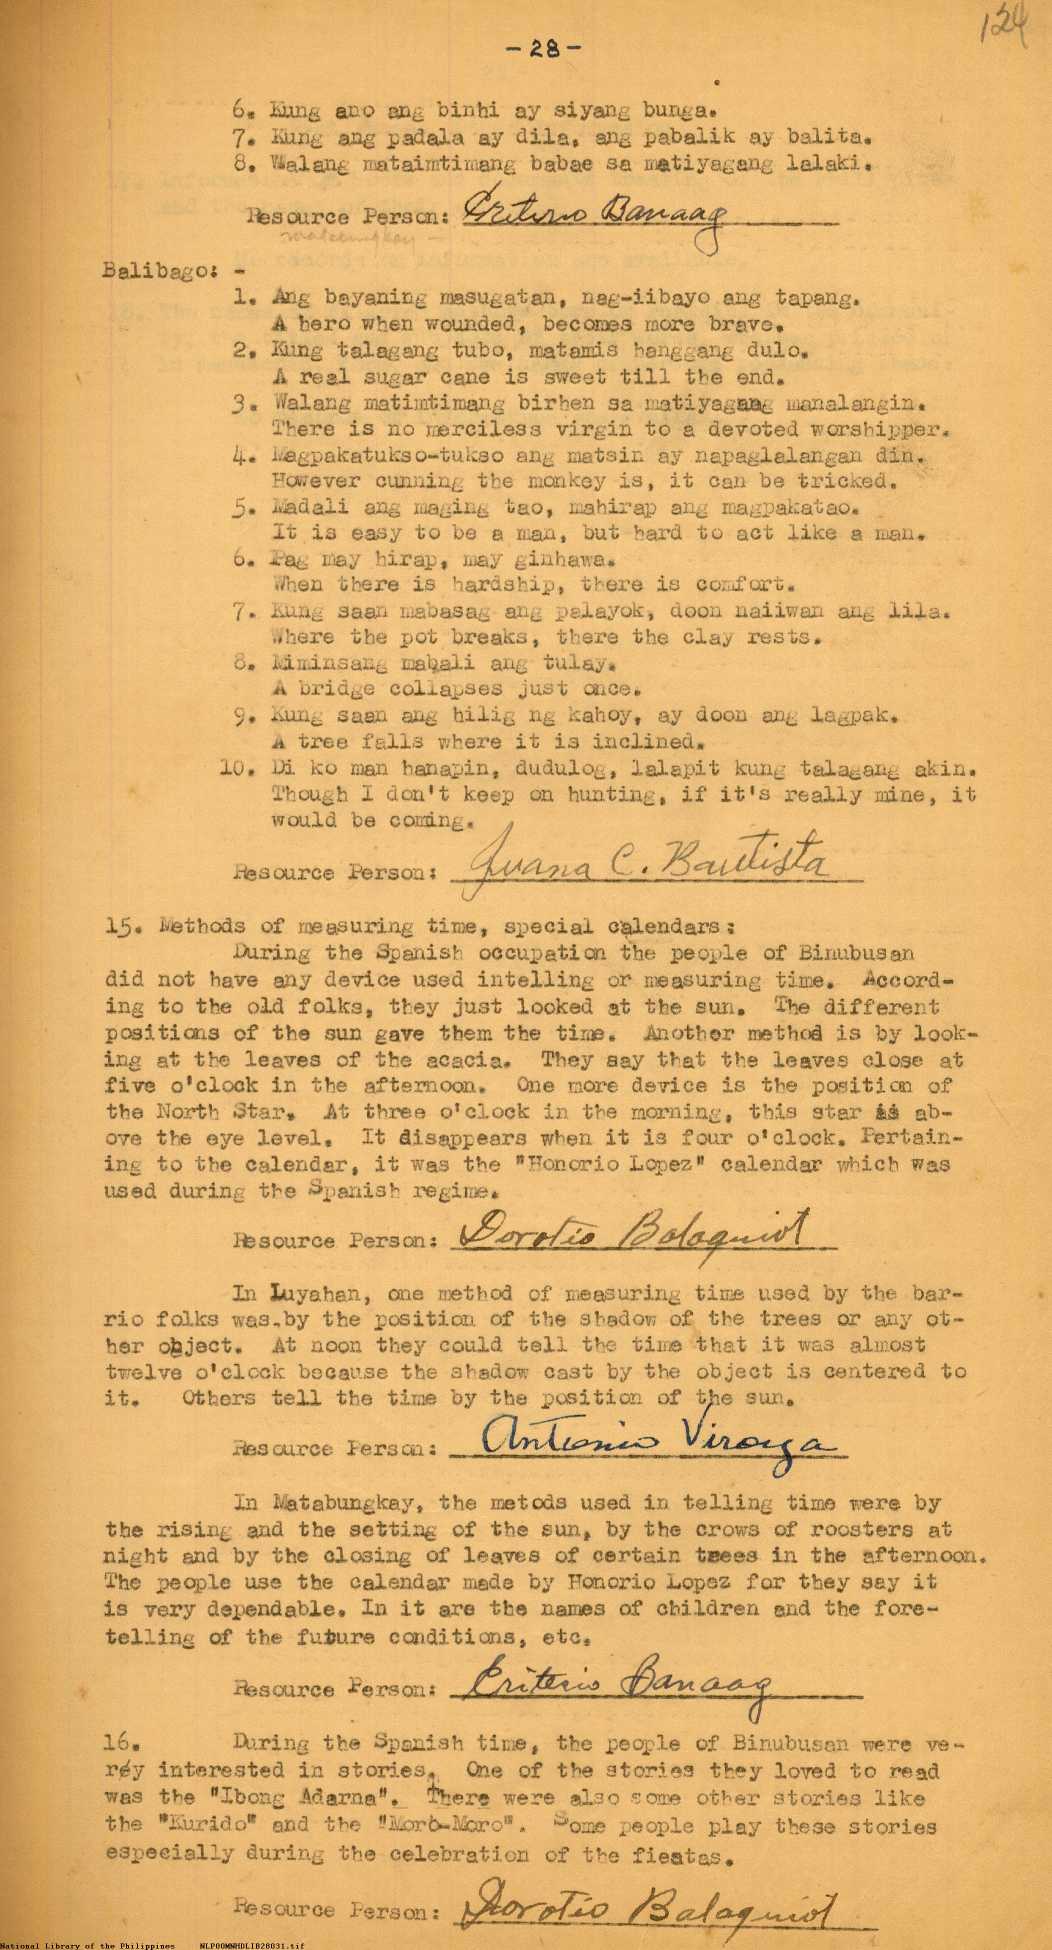 124
- 28 -
6. Kung ano ang binhi ay siyang bunga.
7. Kung ang padala ay dila, ang pabalik ay balita.
8. Walang mataimtimang babae sa matiyagang lalaki.
Resource Person: Eriterio Banaag
matabungkay -
Balibago: -
1. Ang bayaning masugatan, nag-iibayo ang tapang.
A hero when wounded, becomes more brave.
2. Kung talagang tubo, matamis hanggang dulo.
A real sugar cane is sweet till the end.
3. Walang matimtimang birhen sa matiyagang manalangin.
There is no merciless virgin to a devoted worshipper.
4. Magpakatukso-tukso ang matsin ay napaglalangan din.
However cunning the monkey is, it can be tricked.
5. Madali ang maging tao, mahirap ang magpakatao.
It is easy to be a man, but hard to act like a man.
6. Pag may hirap, may ginhawa.
When there is hardship, there is comfort.
7. Kung saan mabasag ang palayok, doon naiiwan ang lila.
Where the pot breaks, there the clay rests.
8. Miminsang mabali ang tulay.
A bridge collapses just once.
9. Kung saan ang hilig ng kahoy, ay doon ang lagpak.
A tree falls where it is inclined.
10. Di ko man hanapin, dudulog, lalapit kung talagang akin.
Though I don't keep on hunting, if it's really mine, it
would be coming.
Resource Person: Juana C. Bautista
15. Methods of measuring time, special calendars:
During the Spanish occupation the people of Binubusan
did not have any device used intelling or measuring time. Accord-
ing to the old folks, they just looked at the sun. The different
positions of the sun gave them the time. Another method is by look-
ing at the leaves of the acacia. They say that the leaves close at
five o'clock in the afternoon. One more device is the position of
the North Star. At three o'clock in the morning, this star is ab-
ove the eye level. It disappears when it is four o'clock. Pertain-
ing to the calendar, it was the "Honorio Lopez" calendar which was
used during the Spanish regime.
Resource Person: Dorotio Balaquiot
In Luyahan, one method of measuring time used by the bar-
rio folks was by the position of the shadow of the trees or any ot-
her object. At noon they could tell the time that it was almost
twelve o'clock because the shadow cast by the object is centered to
it. Others tell the time by the position of the sun.
Resource Person: Antonio Viroya
In Matabungkay, the metods used in telling time were by
the rising and the setting of the sun, by the crows of roosters at
night and by the closing of leaves of certain trees in the afternoon.
The people use the calendar made by Honorio Lopez for they say it
is very dependable. In it are the names of children and the fore-
telling of the future conditions, etc.
Resource Person: Eriterio Banaag
16. During the Spanish time, the people of Binubusan were ve-
ry interested in stories. One of the stories they loved to read
was the "Ibong Adarna". There were also some other stories like
the "Kurido" and the "Moro-Moro". Some people play these stories
especially during the celebration of the fieatas.
Resource Person: Dorotio Balaquiot
National Library of the Philippines NLPOOMNHDLIB28031.tif